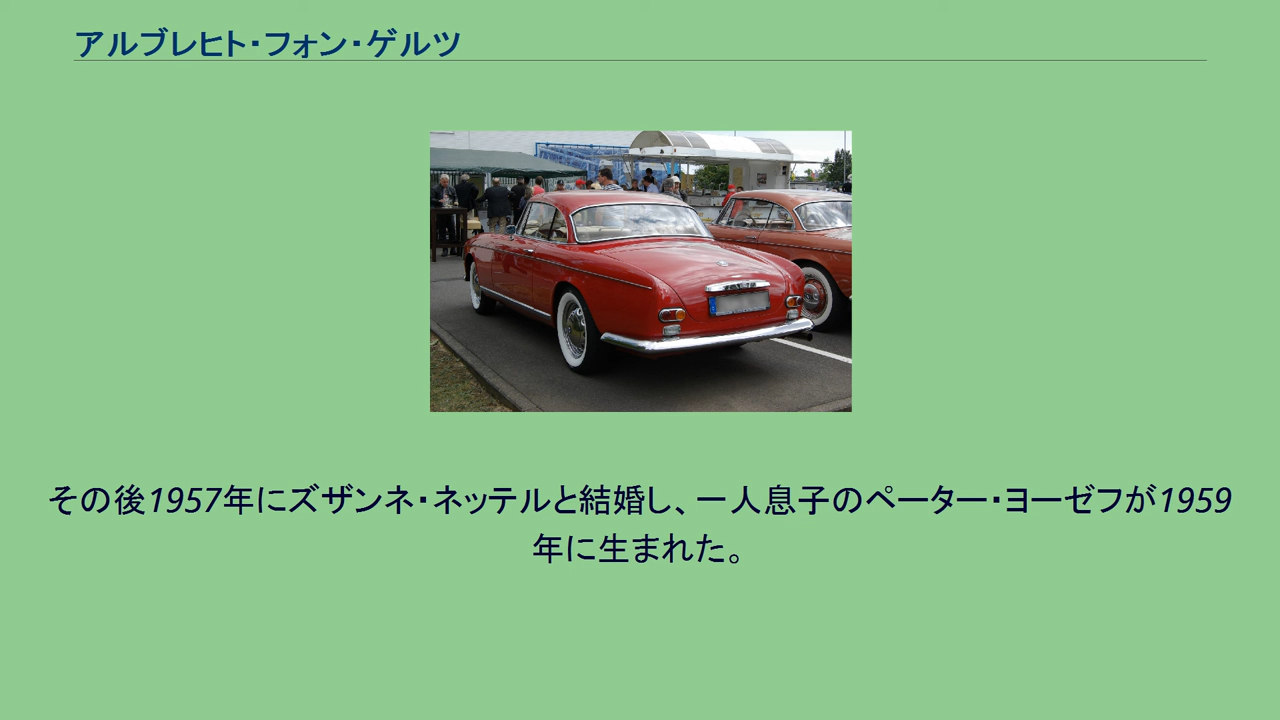 アルブレヒト・フォン・ゲルツ
その後1957年にズザンネ・ネッテルと結婚し、一人息子のペーター・ヨーゼフが1959
年に生まれた。